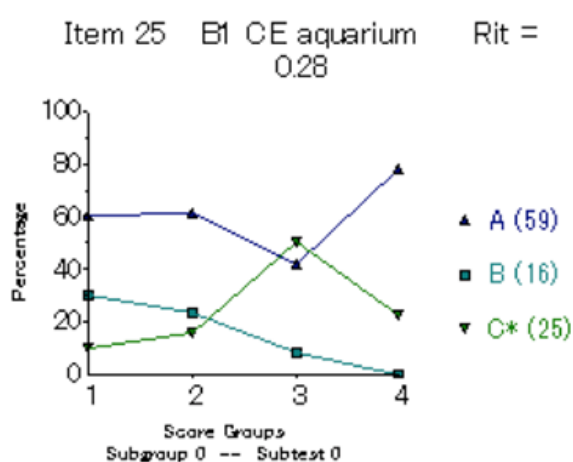 Item 25 B1 CE aquarium Rit =
0.28
100
80
60
40
20
0
Percentage
1 2 3 4
Score Groups
Subgroup 0 -- Subtest 0
A (59)
B (16)
C* (25)